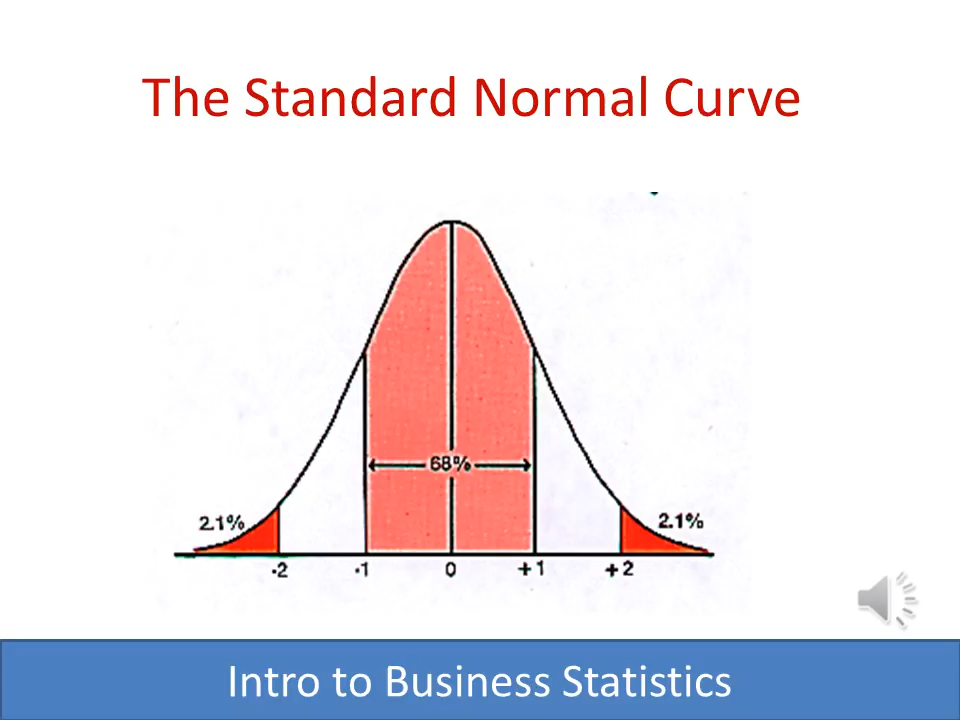 The Standard Normal Curve
68%
2.1%
2.1%
-2 -1 0 +1 +2
Intro to Business Statistics